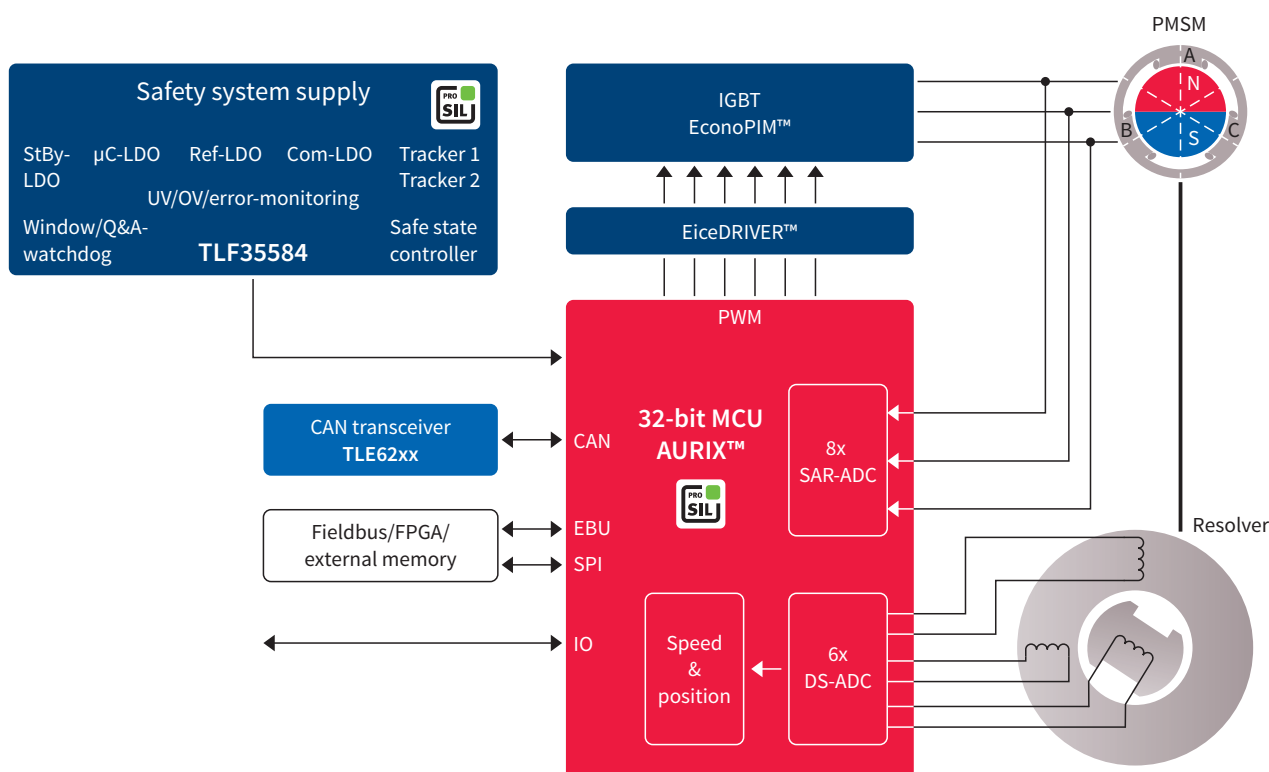 PMSM
A
N
B
C
S
Safety system supply
PRO
SIL
StBy-
LDO
µC-LDO
Ref-LDO
Com-LDO
Tracker 1
Tracker 2
UV/OV/error-monitoring
Window/Q&A-
watchdog
TLF35584
Safe state
controller
IGBT
EconoPIM™
EiceDRIVER™
PWM
32-bit MCU
AURIX™
PRO
SIL
8x
SAR-ADC
CAN transceiver
TLE62xx
CAN
Fieldbus/FPGA/
external memory
EBU
SPI
IO
Speed
&
position
6x
DS-ADC
Resolver